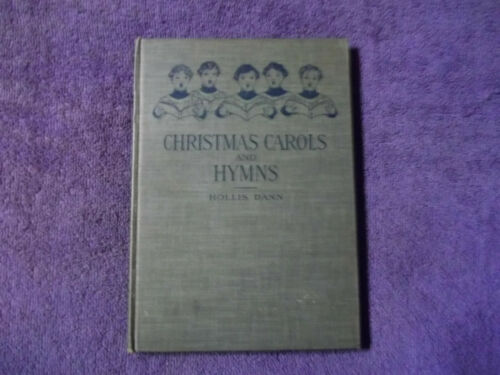 CHRISTMAS CAROLS
AND
HYMNS
HOLLIS DANN